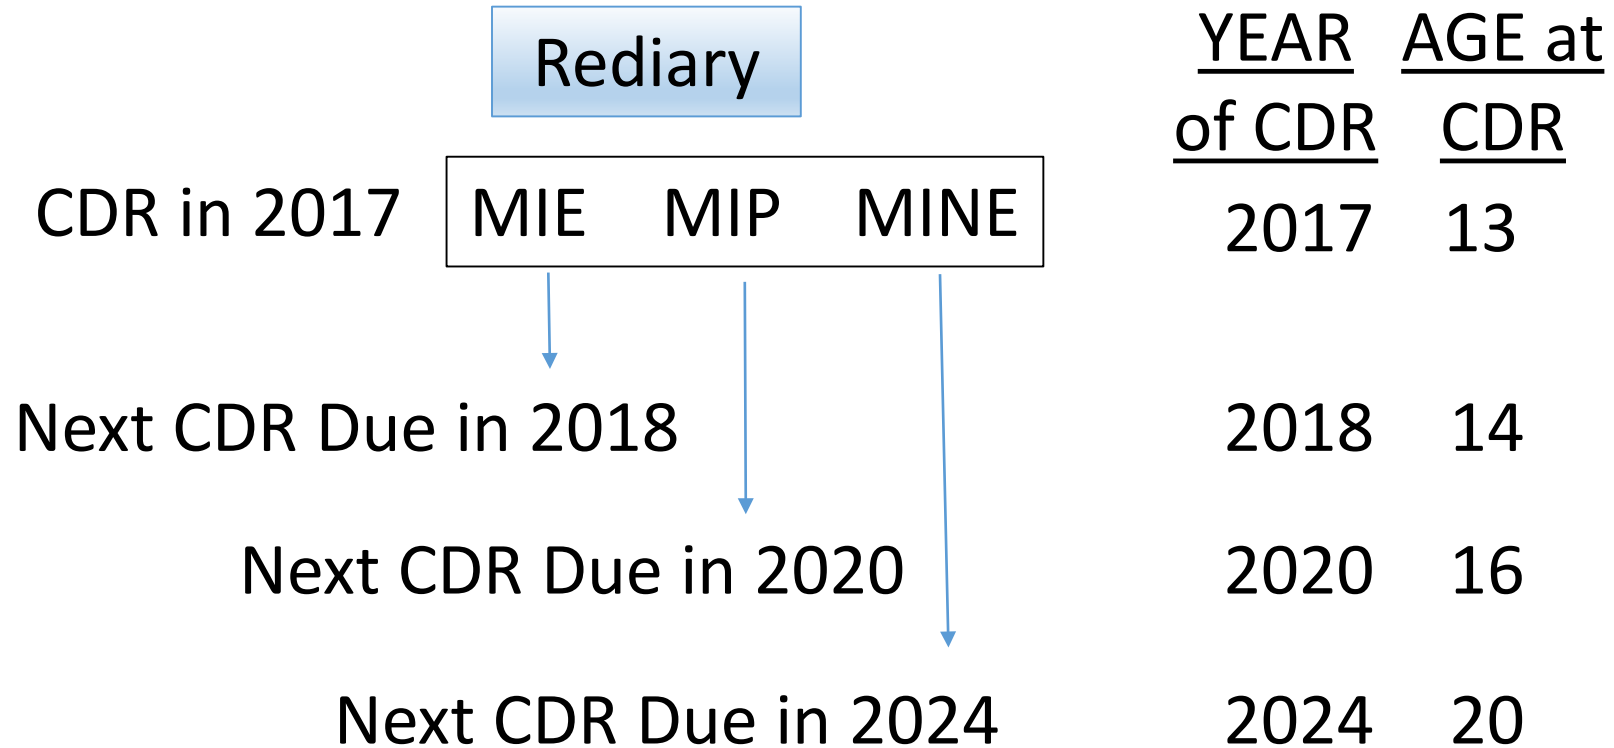 Rediary
YEAR AGE at
of CDR CDR
CDR in 2017 MIE MIP MINE 2017 13
Next CDR Due in 2018 2018 14
Next CDR Due in 2020 2020 16
Next CDR Due in 2024 2024 20